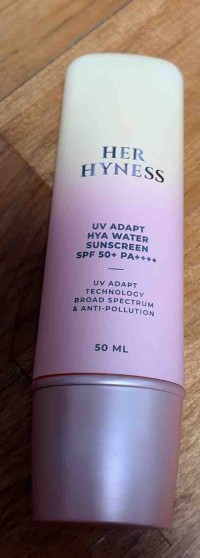 HER
HYNESS
UV ADAPT
HYA WATER
SUNSCREEN
SPF 50+ PA++++
UV ADAPT
TECHNOLOGY
BROAD SPECTRUM
& ANTI-POLLUTION
50 ML